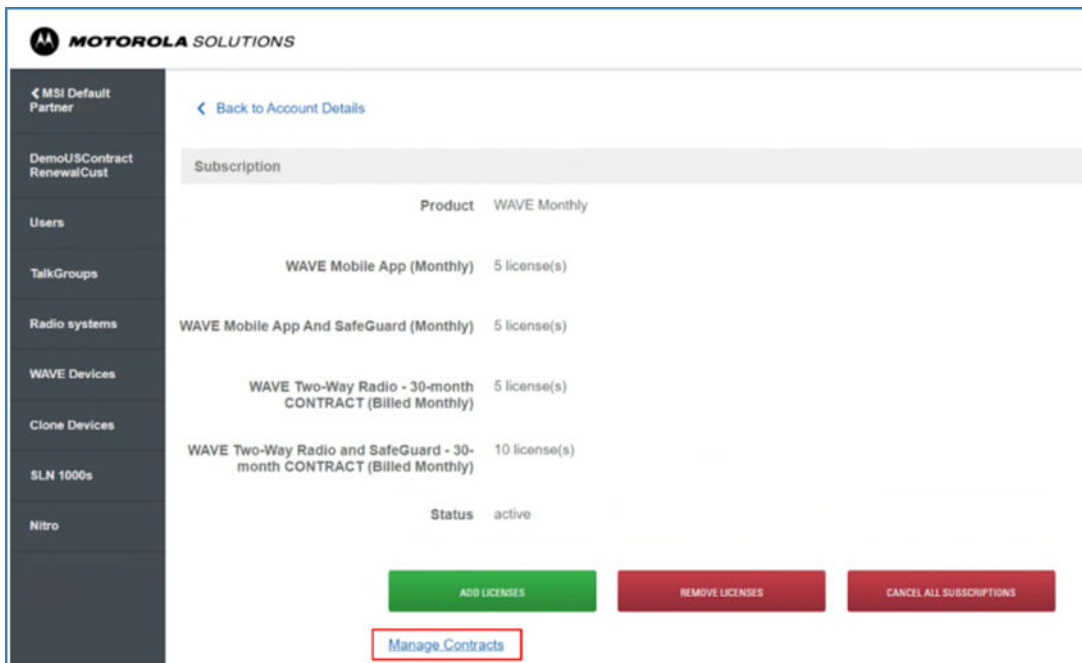 MOTOROLA SOLUTIONS
MSI Default
Partner
Back to Account Details
DemoUSContract
RenewalCust
Subscription
Product WAVE Monthly
Users
WAVE Mobile App (Monthly) 5 license(s)
TalkGroups
Radio systems
WAVE Mobile App And SafeGuard (Monthly) 5 license(s)
WAVE Devices
WAVE Two-Way Radio - 30-month 5 license(s)
CONTRACT (Billed Monthly)
Clone Devices
WAVE Two-Way Radio and SafeGuard - 30- 10 license(s)
month CONTRACT (Billed Monthly)
SLN 1000s
Status active
Nitro
ADD LICENSES REMOVE LICENSES CANCEL ALL SUBSCRIPTIONS
Manage Contracts